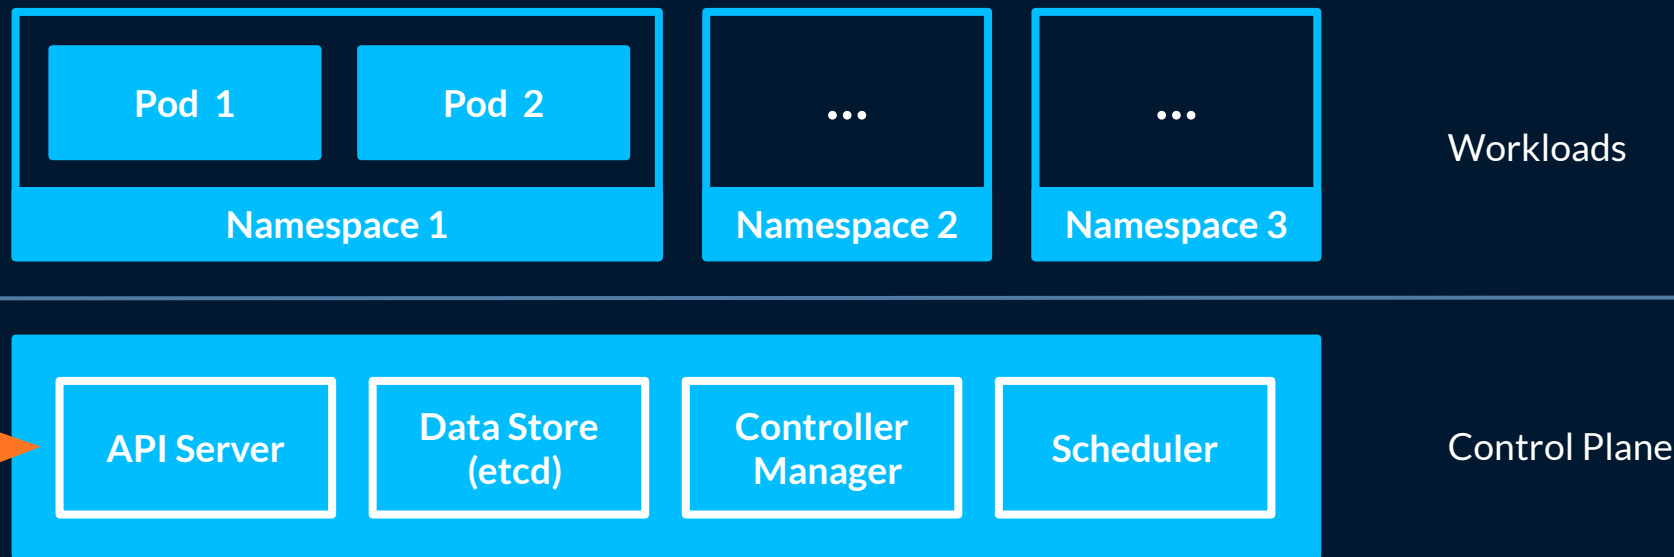 Pod 1
Pod 2
...
...
Workloads
Namespace 1
Namespace 2
Namespace 3
API Server
Data Store
(etcd)
Controller
Manager
Scheduler
Control Plane